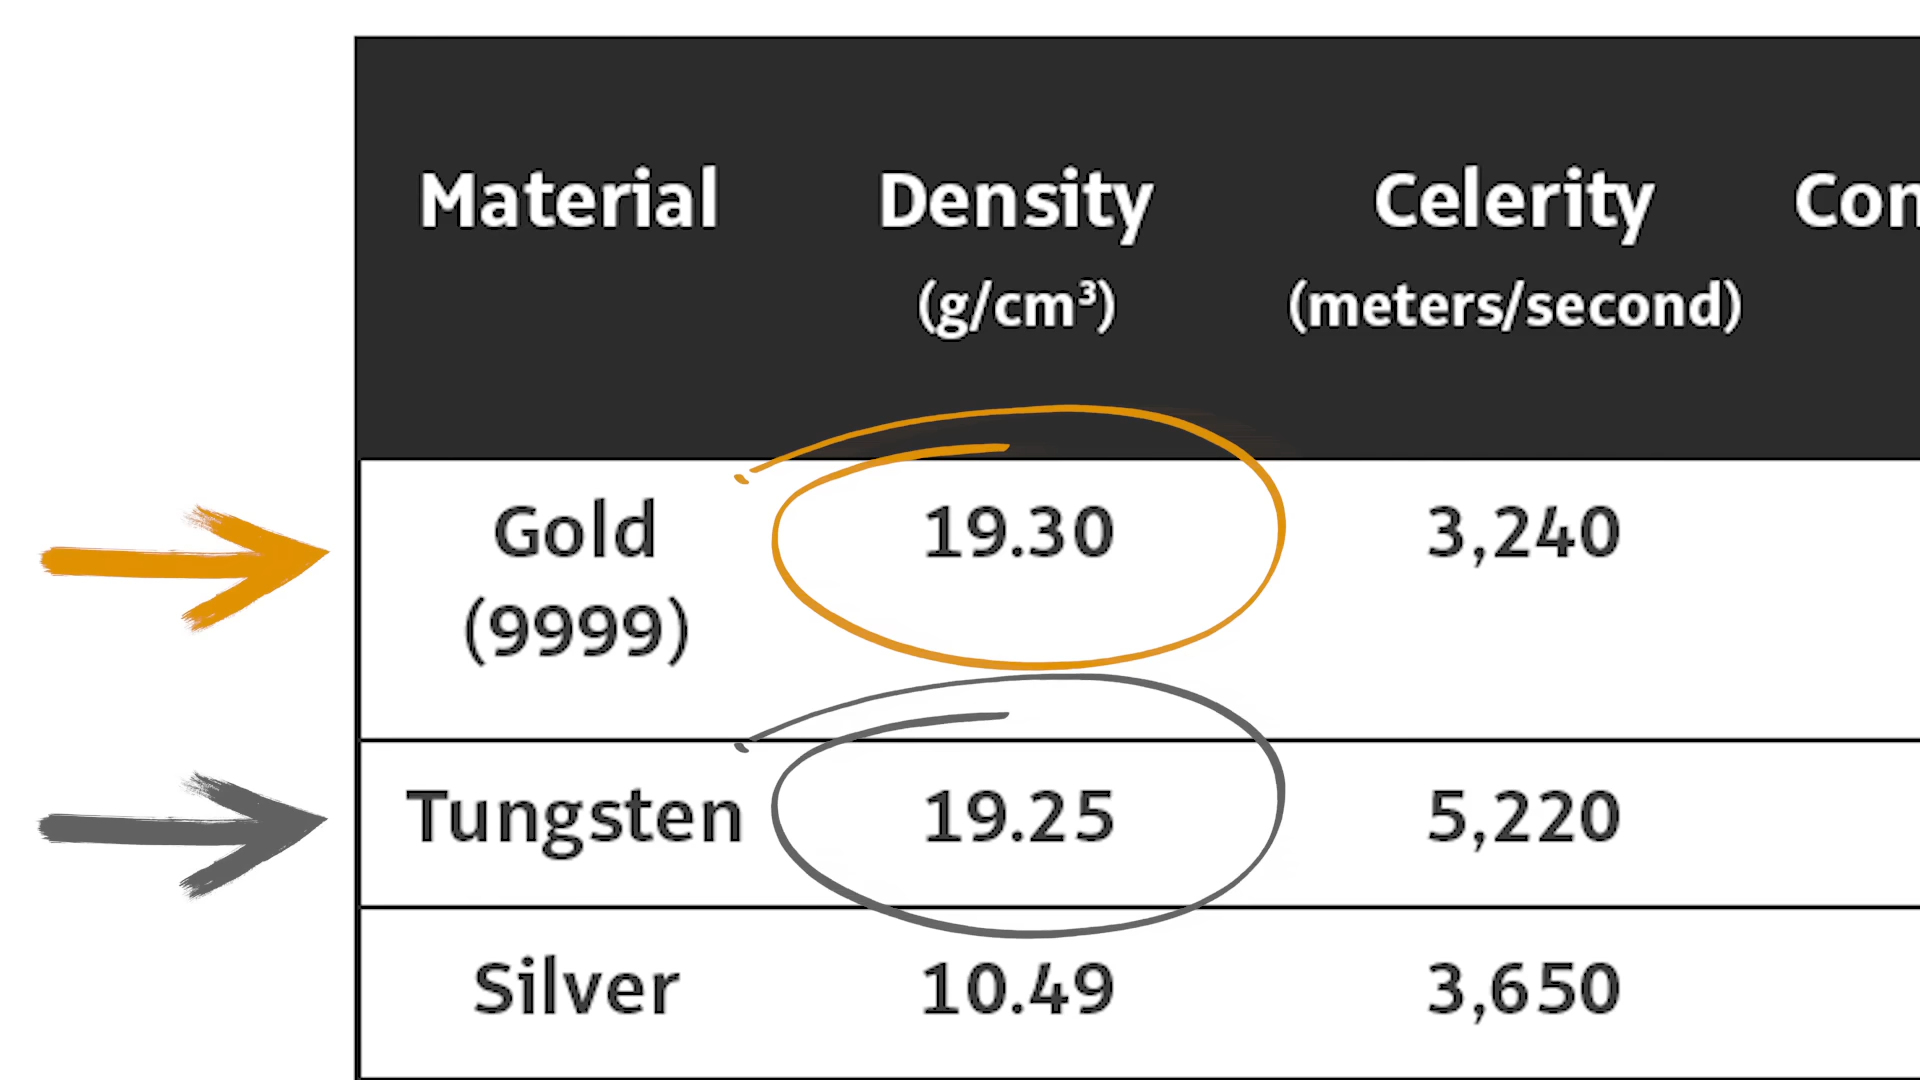 Material Density Celerity Con
(g/cm³) (meters/second)
Gold 19.30 3,240
(9999)
Tungsten 19.25 5,220
Silver 10.49 3,650